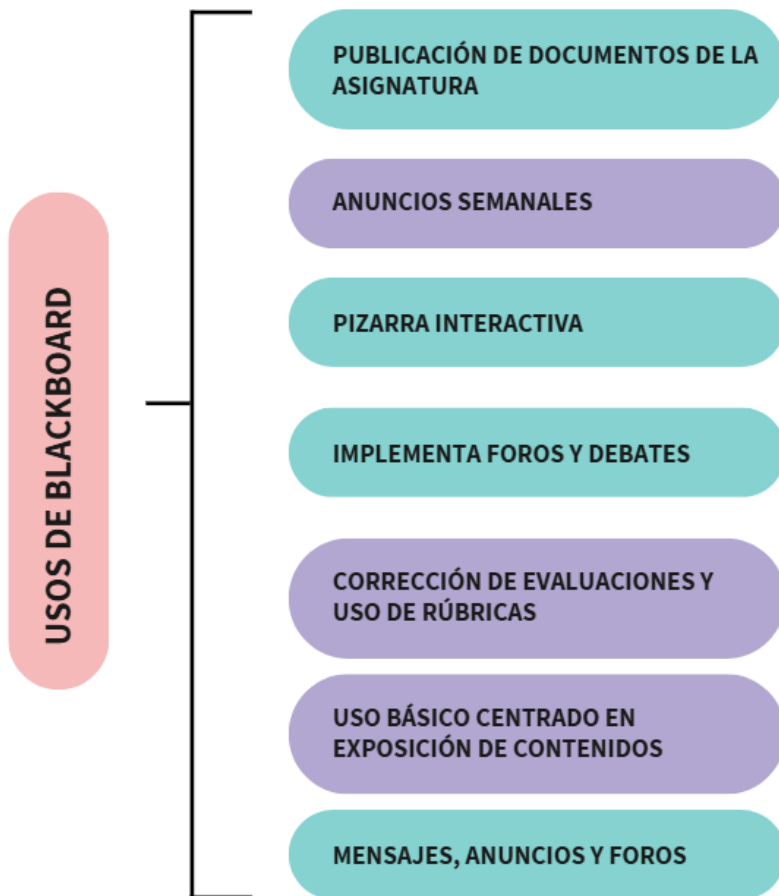 USOS DE BLACKBOARD
PUBLICACIÓN DE DOCUMENTOS DE LA
ASIGNATURA
ANUNCIOS SEMANALES
PIZARRA INTERACTIVA
IMPLEMENTA FOROS Y DEBATES
CORRECCIÓN DE EVALUACIONES Y
USO DE RÚBRICAS
USO BÁSICO CENTRADO EN
EXPOSICIÓN DE CONTENIDOS
MENSAJES, ANUNCIOS Y FOROS